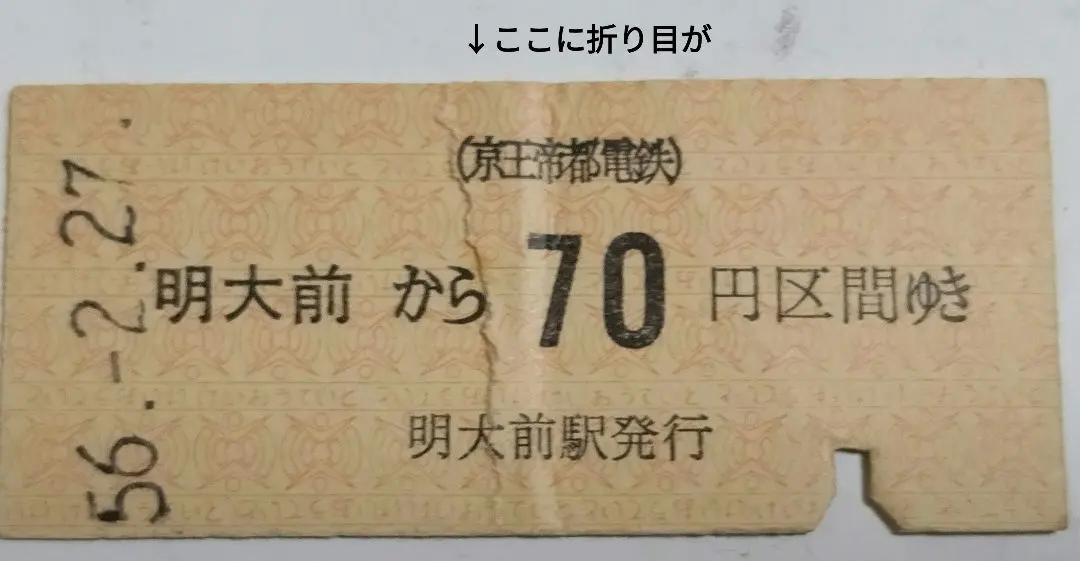 ↓ここに折り目が
(京王帝都電鉄)
明大前 から 70 円区間ゆき
明大前駅発行
56.-2.27.